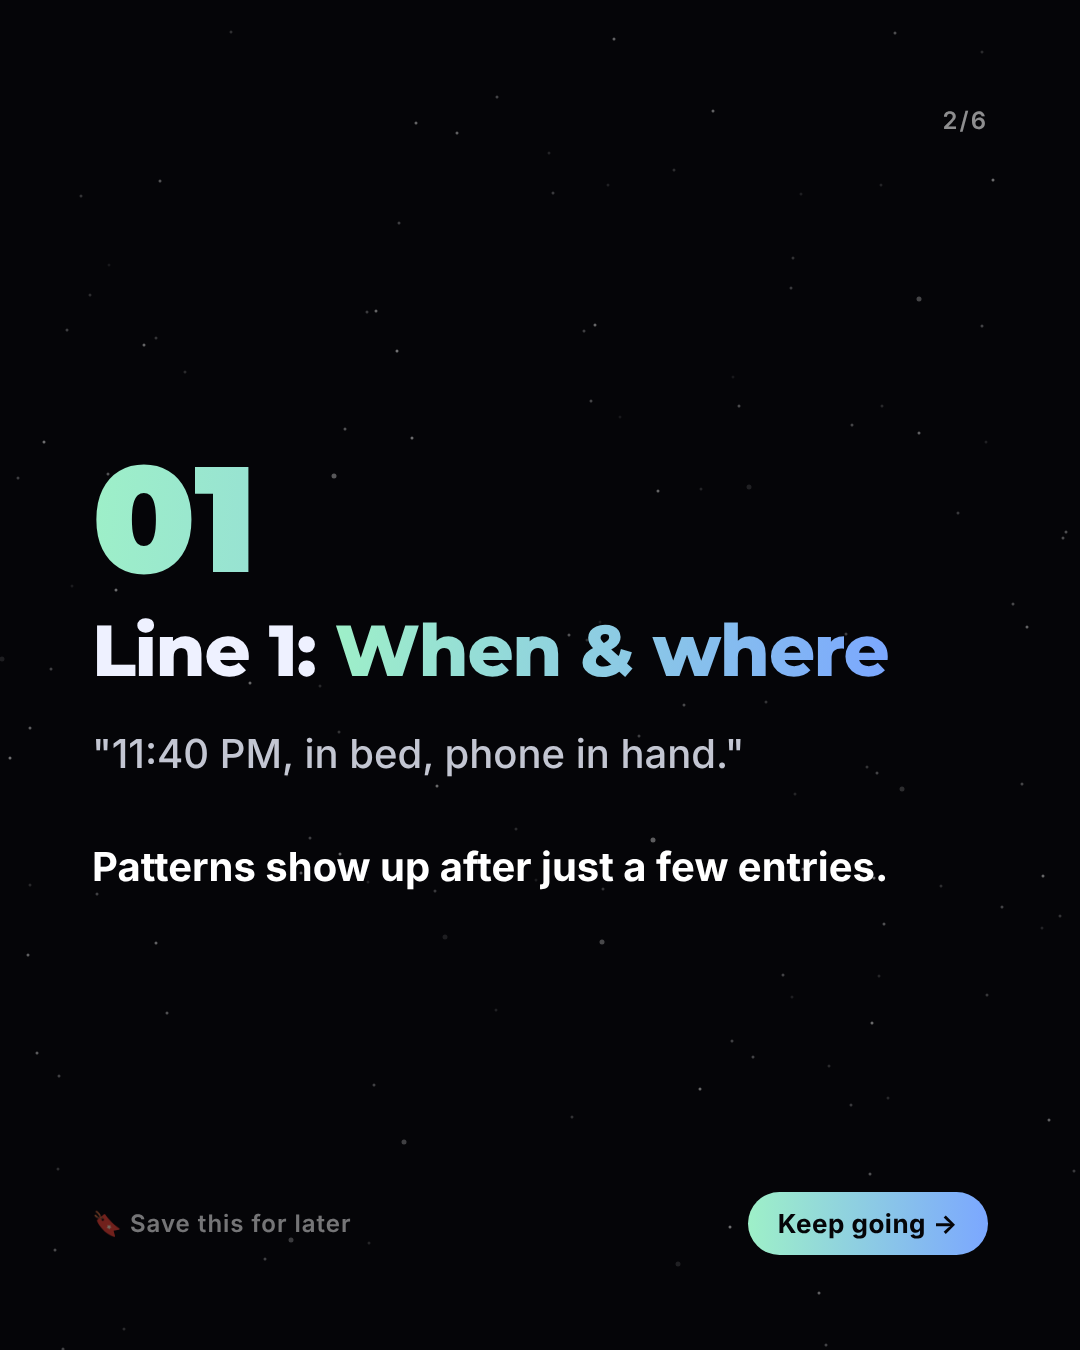 2/6
01
Line 1: When & where
"11:40 PM, in bed, phone in hand."
Patterns show up after just a few entries.
🔖 Save this for later
Keep going →